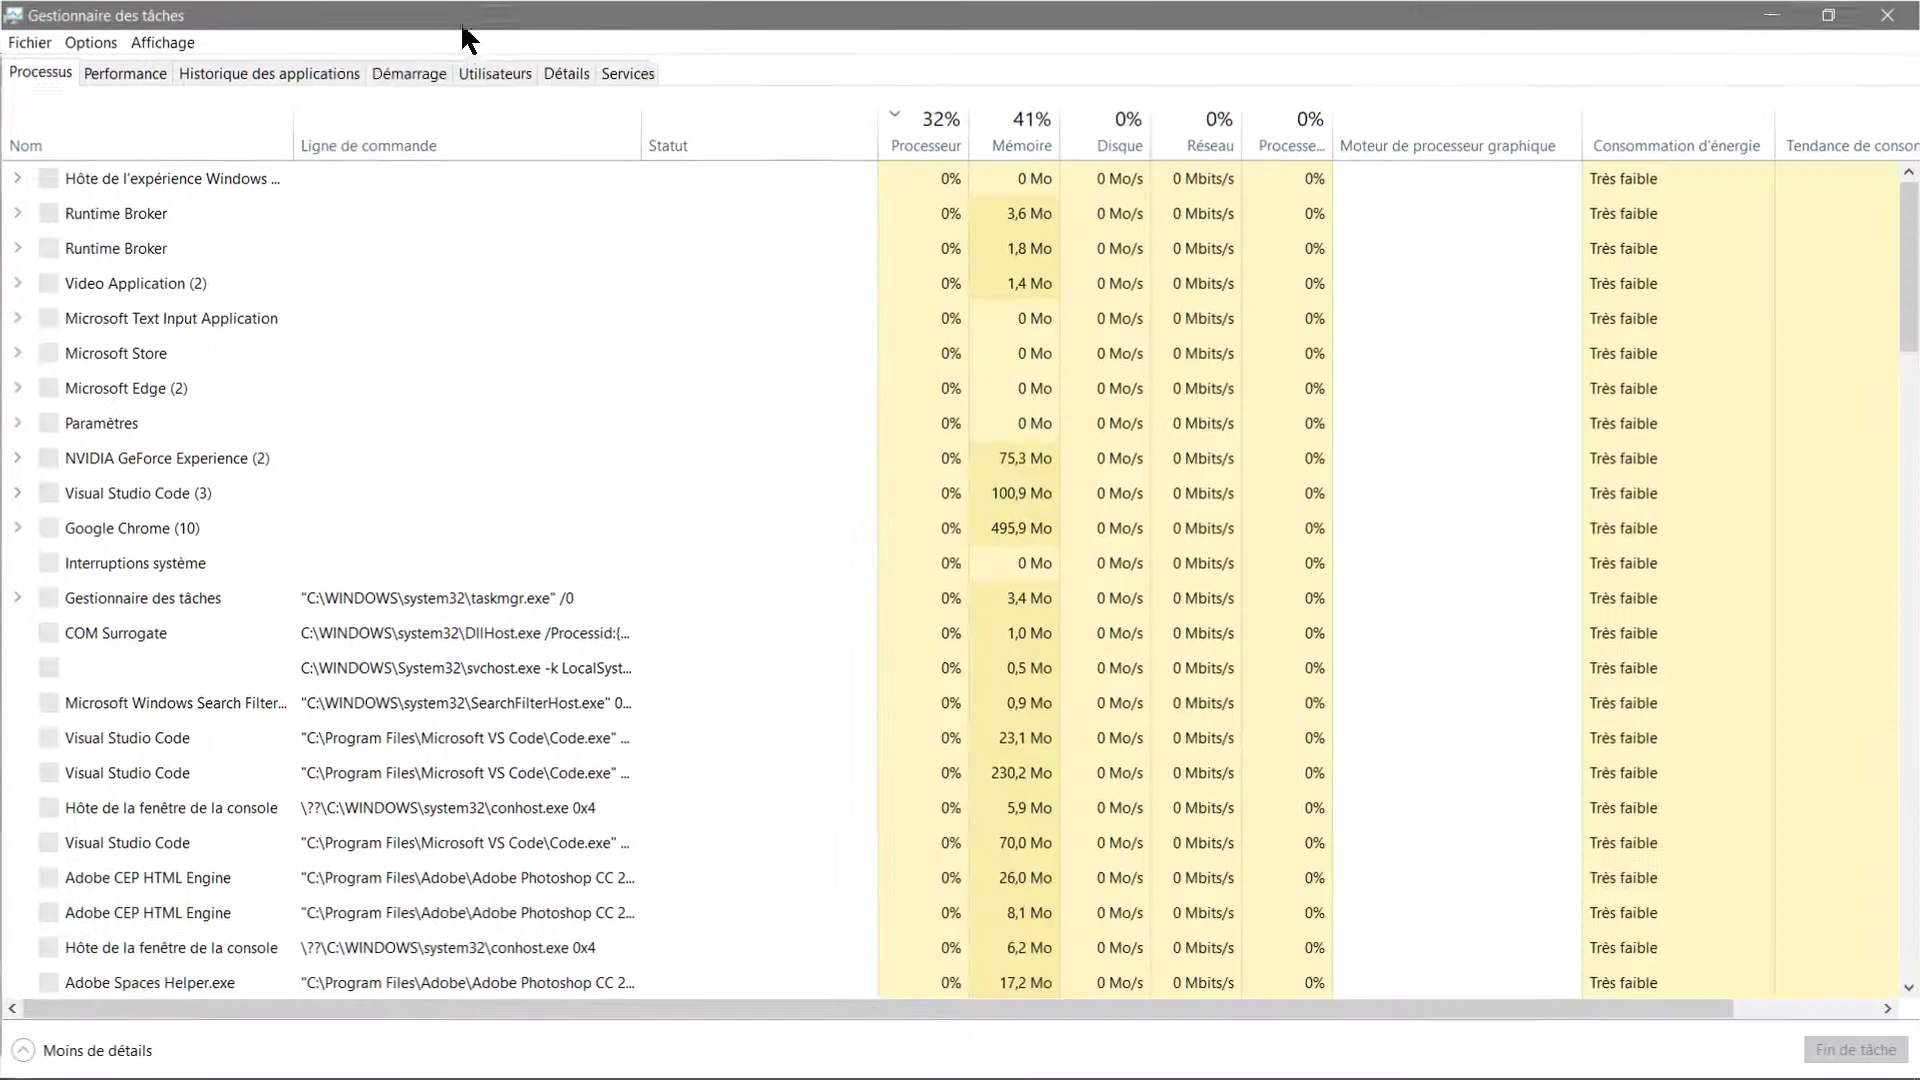 Gestionnaire des tâches
Fichier Options Affichage
Processus Performance Historique des applications Démarrage Utilisateurs Détails Services
32% 41% 0% 0% 0%
Nom Ligne de commande Statut Processeur Mémoire Disque Réseau Processe... Moteur de processeur graphique Consommation d'énergie Tendance de consor
Hôte de l'expérience Windows ... 0% 0 Mo 0 Mo/s 0 Mbits/s 0% Très faible
Runtime Broker 0% 3,6 Mo 0 Mo/s 0 Mbits/s 0% Très faible
Runtime Broker 0% 1,8 Mo 0 Mo/s 0 Mbits/s 0% Très faible
Video Application (2) 0% 1,4 Mo 0 Mo/s 0 Mbits/s 0% Très faible
Microsoft Text Input Application 0% 0 Mo 0 Mo/s 0 Mbits/s 0% Très faible
Microsoft Store 0% 0 Mo 0 Mo/s 0 Mbits/s 0% Très faible
Microsoft Edge (2) 0% 0 Mo 0 Mo/s 0 Mbits/s 0% Très faible
Paramètres 0% 0 Mo 0 Mo/s 0 Mbits/s 0% Très faible
NVIDIA GeForce Experience (2) 0% 75,3 Mo 0 Mo/s 0 Mbits/s 0% Très faible
Visual Studio Code (3) 0% 100,9 Mo 0 Mo/s 0 Mbits/s 0% Très faible
Google Chrome (10) 0% 495,9 Mo 0 Mo/s 0 Mbits/s 0% Très faible
Interruptions système 0% 0 Mo 0 Mo/s 0 Mbits/s 0% Très faible
Gestionnaire des tâches "C:\WINDOWS\system32\taskmgr.exe" /0 0% 3,4 Mo 0 Mo/s 0 Mbits/s 0% Très faible
COM Surrogate C:\WINDOWS\system32\DllHost.exe /Processid:{... 0% 1,0 Mo 0 Mo/s 0 Mbits/s 0% Très faible
C:\WINDOWS\System32\svchost.exe -k LocalSyst... 0% 0,5 Mo 0 Mo/s 0 Mbits/s 0% Très faible
Microsoft Windows Search Filter... "C:\WINDOWS\system32\SearchFilterHost.exe" 0... 0% 0,9 Mo 0 Mo/s 0 Mbits/s 0% Très faible
Visual Studio Code "C:\Program Files\Microsoft VS Code\Code.exe" ... 0% 23,1 Mo 0 Mo/s 0 Mbits/s 0% Très faible
Visual Studio Code "C:\Program Files\Microsoft VS Code\Code.exe" ... 0% 230,2 Mo 0 Mo/s 0 Mbits/s 0% Très faible
Hôte de la fenêtre de la console \??\C:\WINDOWS\system32\conhost.exe 0x4 0% 5,9 Mo 0 Mo/s 0 Mbits/s 0% Très faible
Visual Studio Code "C:\Program Files\Microsoft VS Code\Code.exe" ... 0% 70,0 Mo 0 Mo/s 0 Mbits/s 0% Très faible
Adobe CEP HTML Engine "C:\Program Files\Adobe\Adobe Photoshop CC 2... 0% 26,0 Mo 0 Mo/s 0 Mbits/s 0% Très faible
Adobe CEP HTML Engine "C:\Program Files\Adobe\Adobe Photoshop CC 2... 0% 8,1 Mo 0 Mo/s 0 Mbits/s 0% Très faible
Hôte de la fenêtre de la console \??\C:\WINDOWS\system32\conhost.exe 0x4 0% 6,2 Mo 0 Mo/s 0 Mbits/s 0% Très faible
Adobe Spaces Helper.exe "C:\Program Files\Adobe\Adobe Photoshop CC 2... 0% 17,2 Mo 0 Mo/s 0 Mbits/s 0% Très faible
Moins de détails Fin de tâche